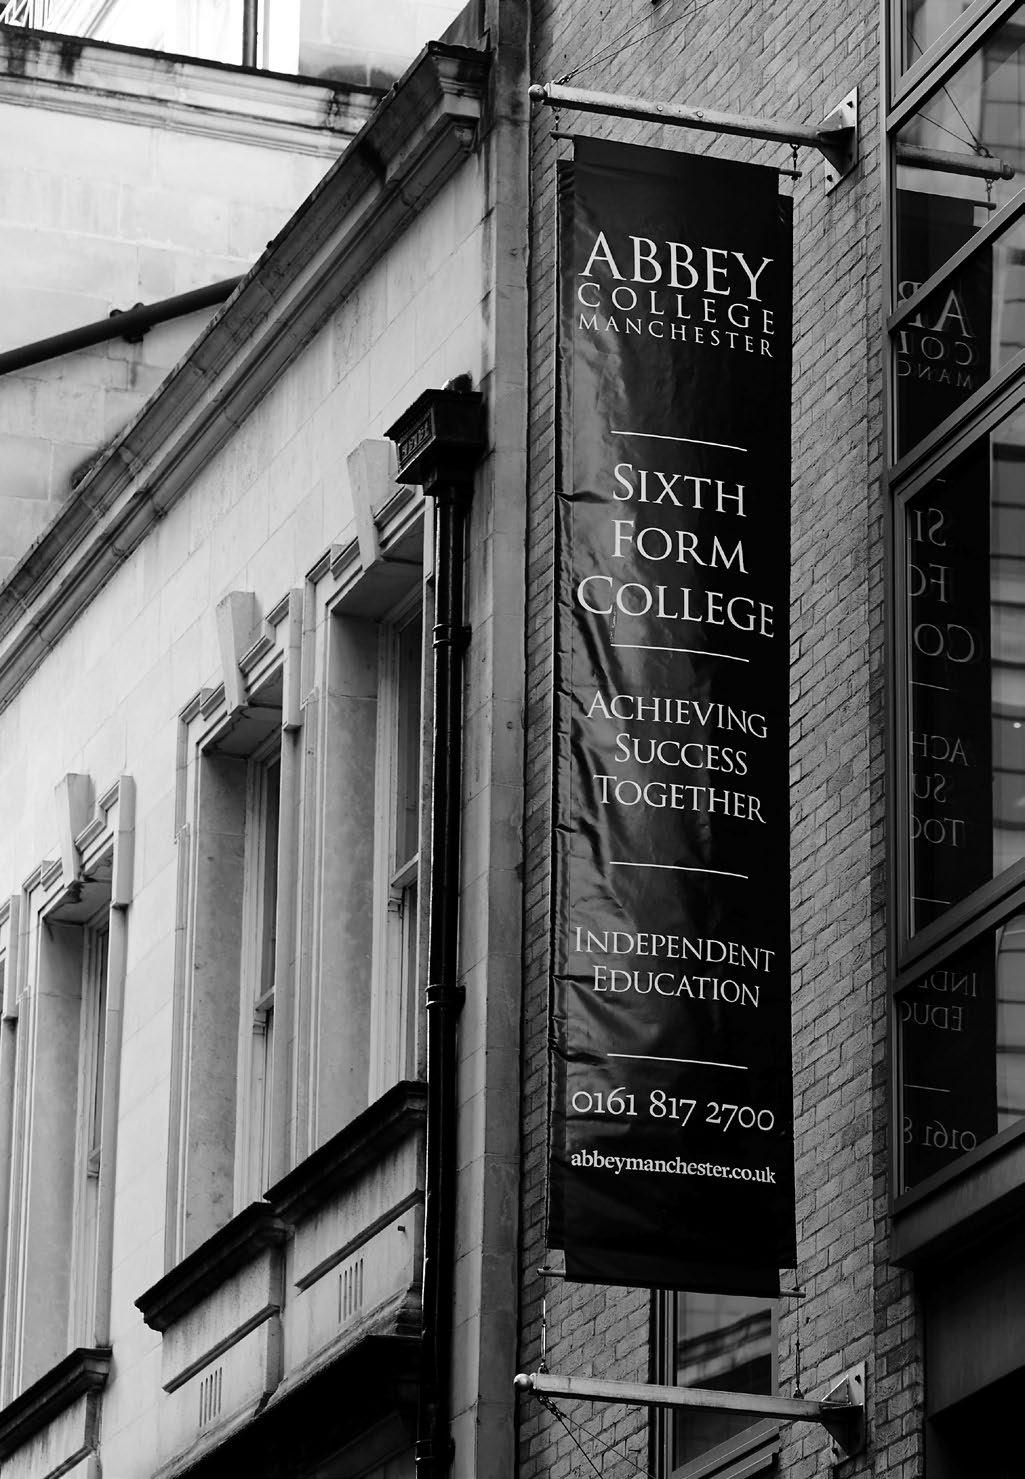 ABBEY
COLLEGE
MANCHESTER
SIXTH
FORM
COLLEGE
ACHIEVING
SUCCESS
TOGETHER
INDEPENDENT
EDUCATION
0161 817 2700
abbeymanchester.co.uk